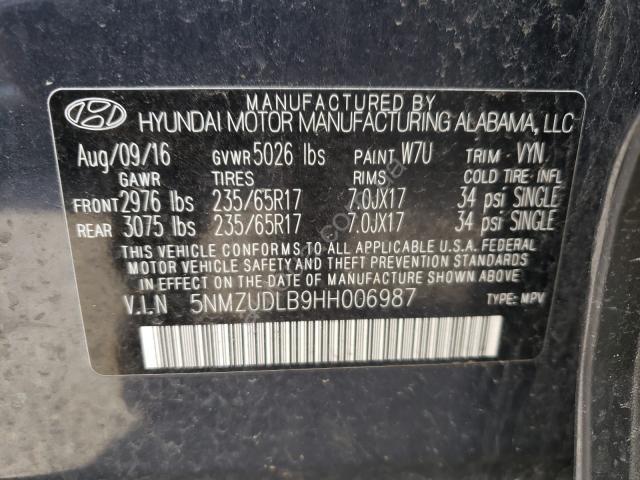 MANUFACTURED BY
HYUNDAI MOTOR MANUFACTURING ALABAMA, LLC
Aug/09/16 GVWR 5026 lbs PAINT W7U TRIM - VYN
GAWR TIRES RIMS COLD TIRE-INFL
FRONT 2976 lbs 235/65R17 7.0JX17 34 psi SINGLE
REAR 3075 lbs 235/65R17 7.0JX17 34 psi SINGLE
THIS VEHICLE CONFORMS TO ALL APPLICABLE U.S.A. FEDERAL
MOTOR VEHICLE SAFETY AND THEFT PREVENTION STANDARDS
IN EFFECT ON THE DATE OF MANUFACTURE SHOWN ABOVE.
V.I.N 5NMZUDLB9HH006987 TYPE: MPV